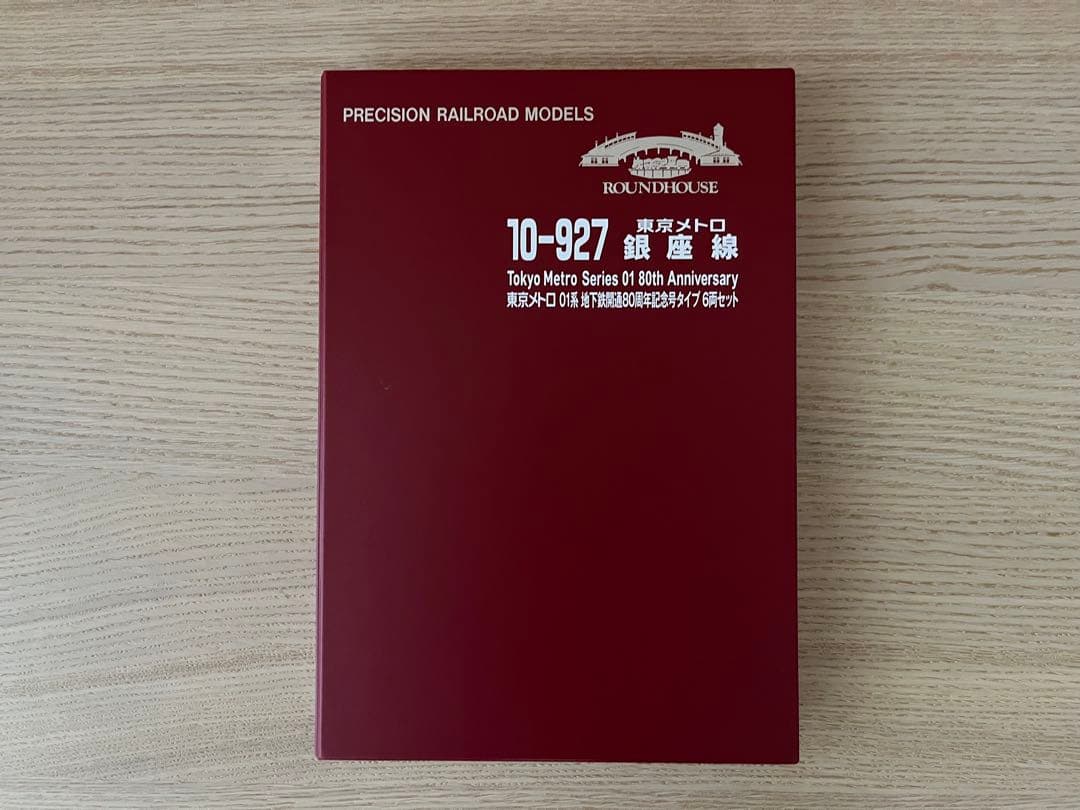 PRECISION RAILROAD MODELS
ROUNDHOUSE
10-927 東京メトロ
銀座線
Tokyo Metro Series 01 80th Anniversary
東京メトロ 01系 地下鉄開通80周年記念号タイプ 6両セット